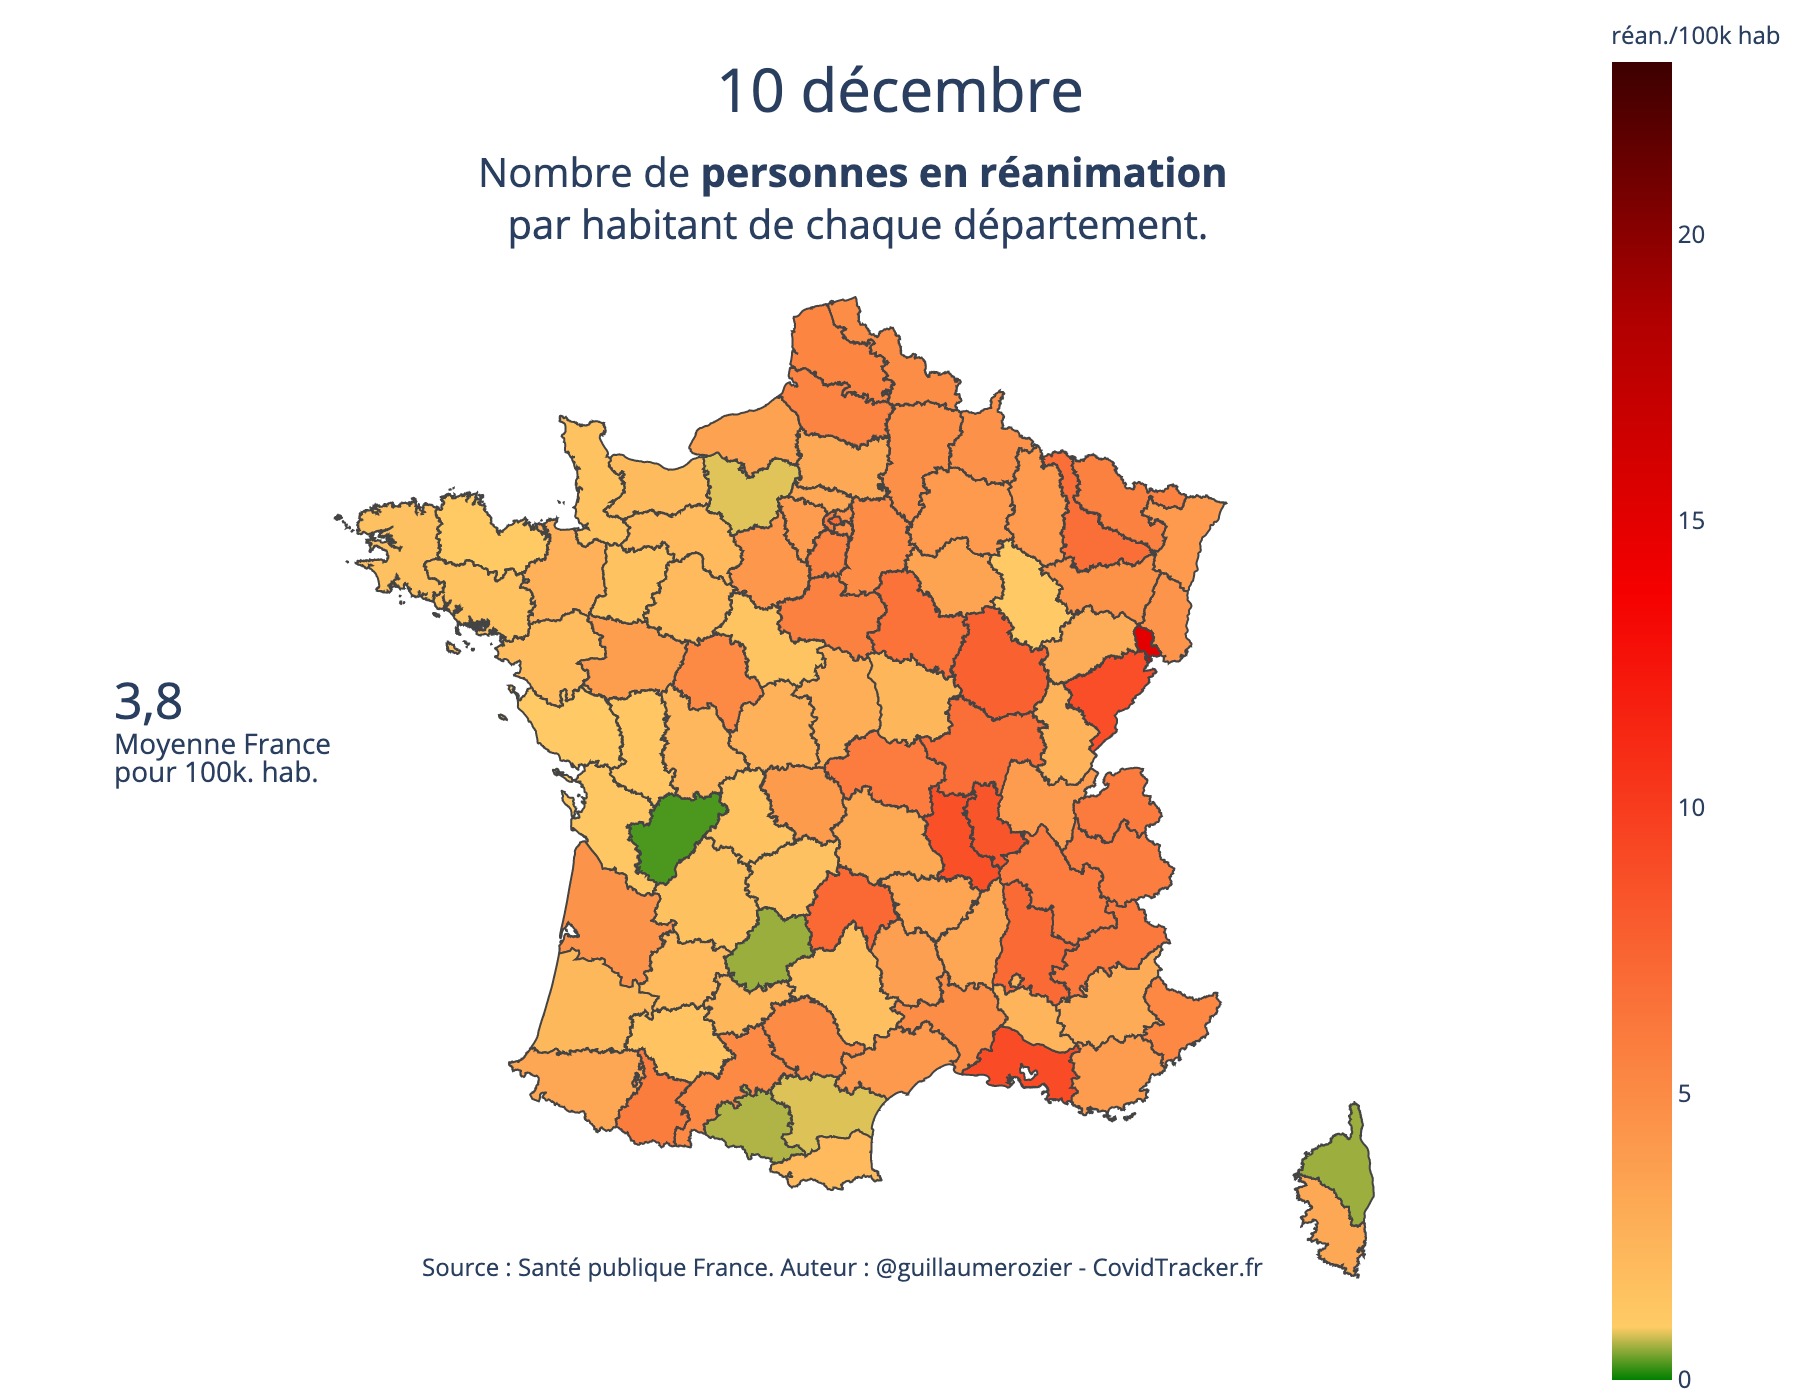 réan./100k hab
10 décembre
Nombre de personnes en réanimation
par habitant de chaque département.
20
15
3,8
Moyenne France
pour 100k. hab.
10
5
Source : Santé publique France. Auteur : @guillaumerozier - CovidTracker.fr
0